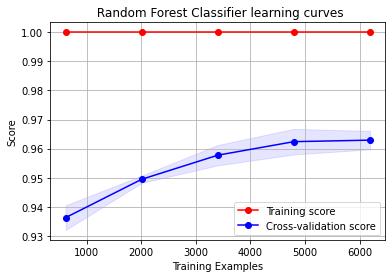 Random Forest Classifier learning curves
1.00
0.99
0.98
0.97
0.96
0.95
0.94
0.93
Score
1000 2000 3000 4000 5000 6000
Training Examples
Training score
Cross-validation score